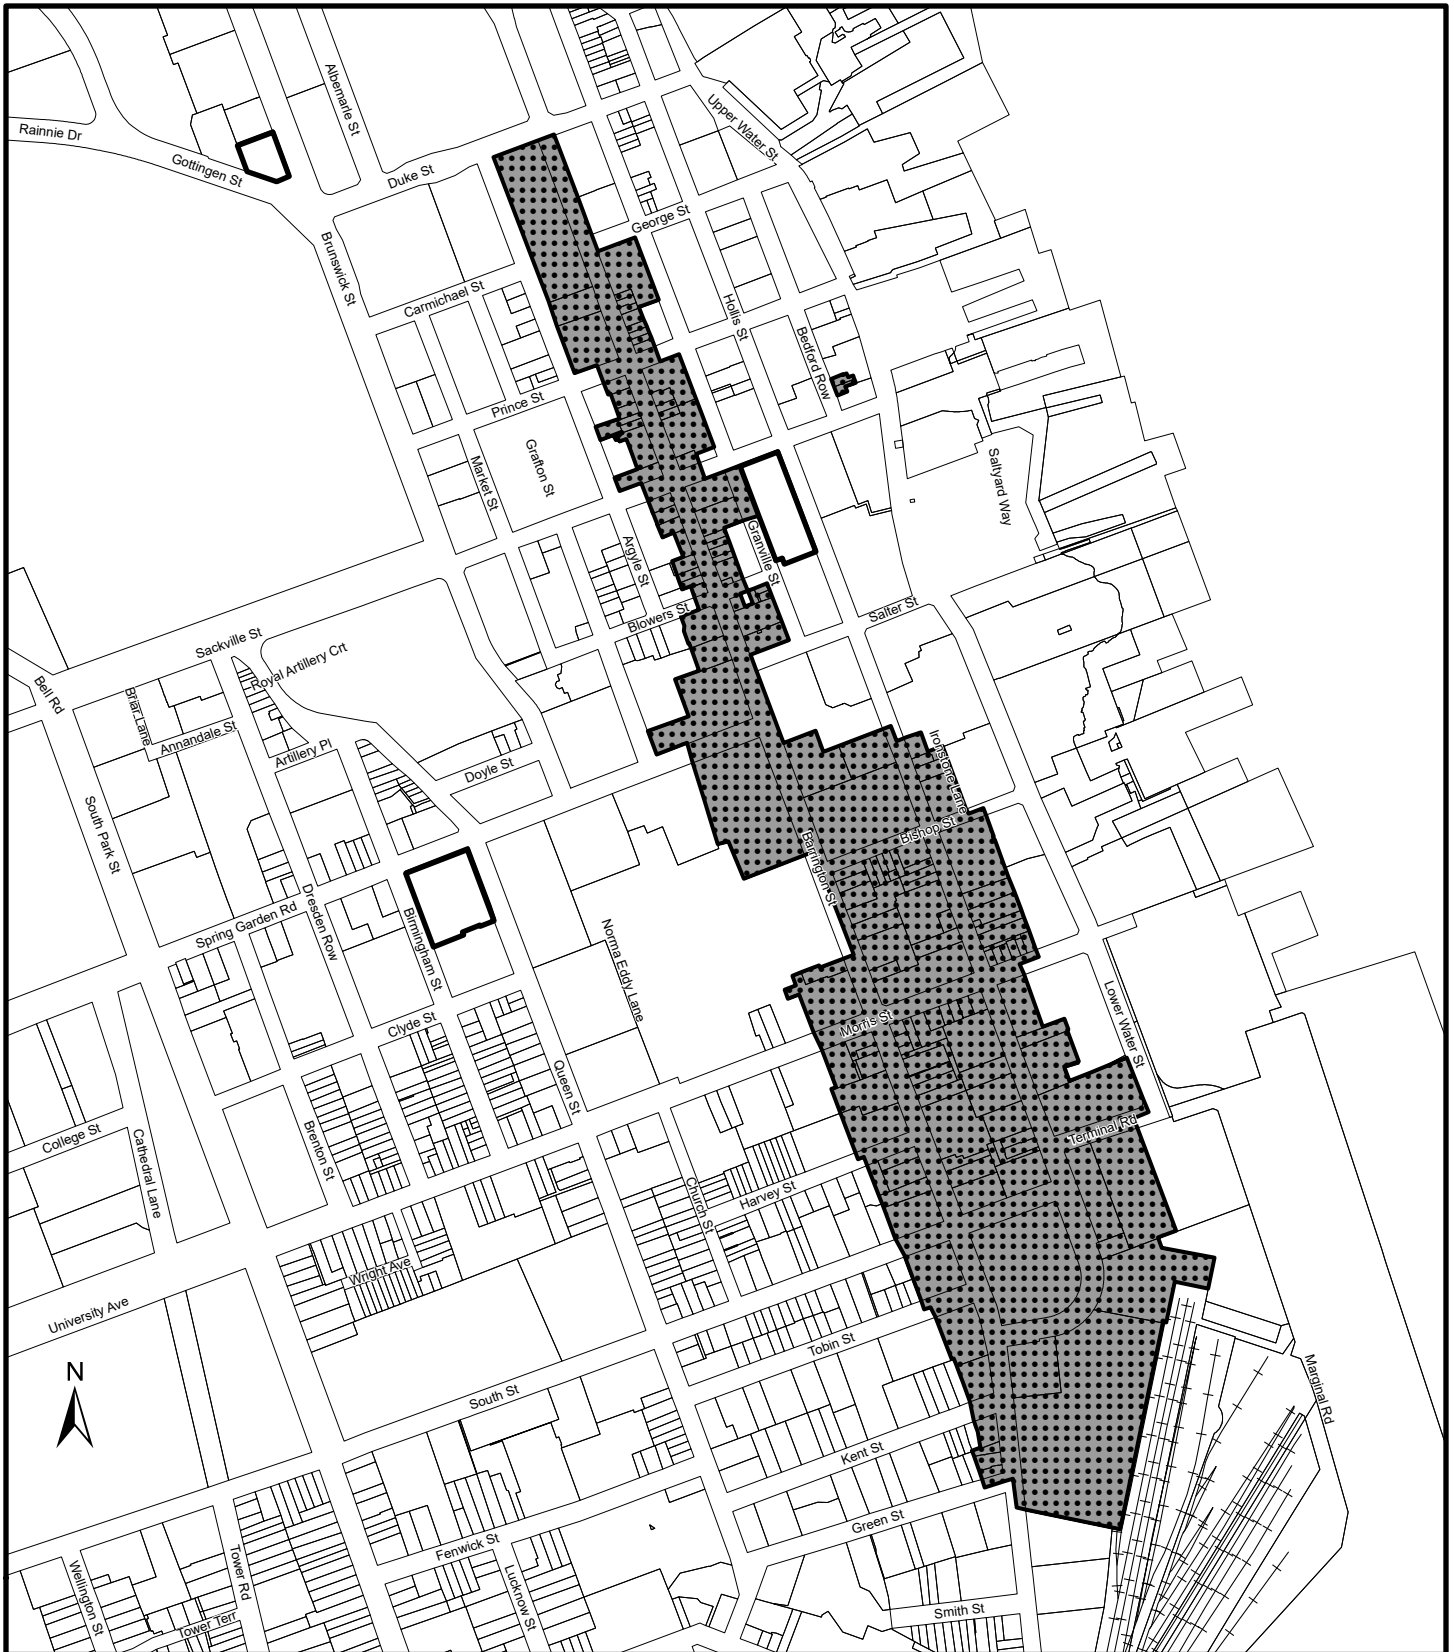 Albemarle St
Upper Water St
Rainnie Dr
Gottingen St
Duke St
George St
Brunswick St
Carmichael St
Hollis St
Bedford Row
Prince St
Grafton St
Market St
Saltyard Way
Argyle St
Granville St
Blowers St
Salter St
Sackville St
Royal Artillery Crt
Bell Rd
Briar Lane
Annandale St
Artillery Pl
Ironstone Lane
Doyle St
South Park St
Bishop St
Barrington St
Dresden Row
Spring Garden Rd
Birmingham St
Norma Eddy Lane
Lower Water St
Clyde St
Morris St
Queen St
College St
Cathedral Lane
Brenton St
Terminal Rd
Church St
Harvey St
Wright Ave
University Ave
Tobin St
N
South St
Marginal Rd
Kent St
Green St
Fenwick St
Tower Rd
Wellington St
Lucknow St
Tower Terr
Smith St